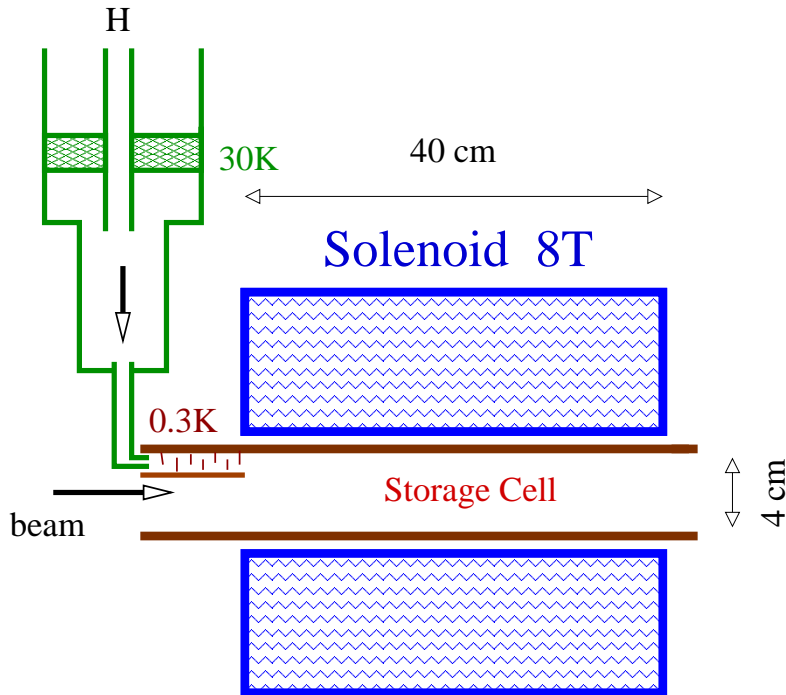 H
30K
40 cm
Solenoid 8T
0.3K
Storage Cell
beam
4 cm